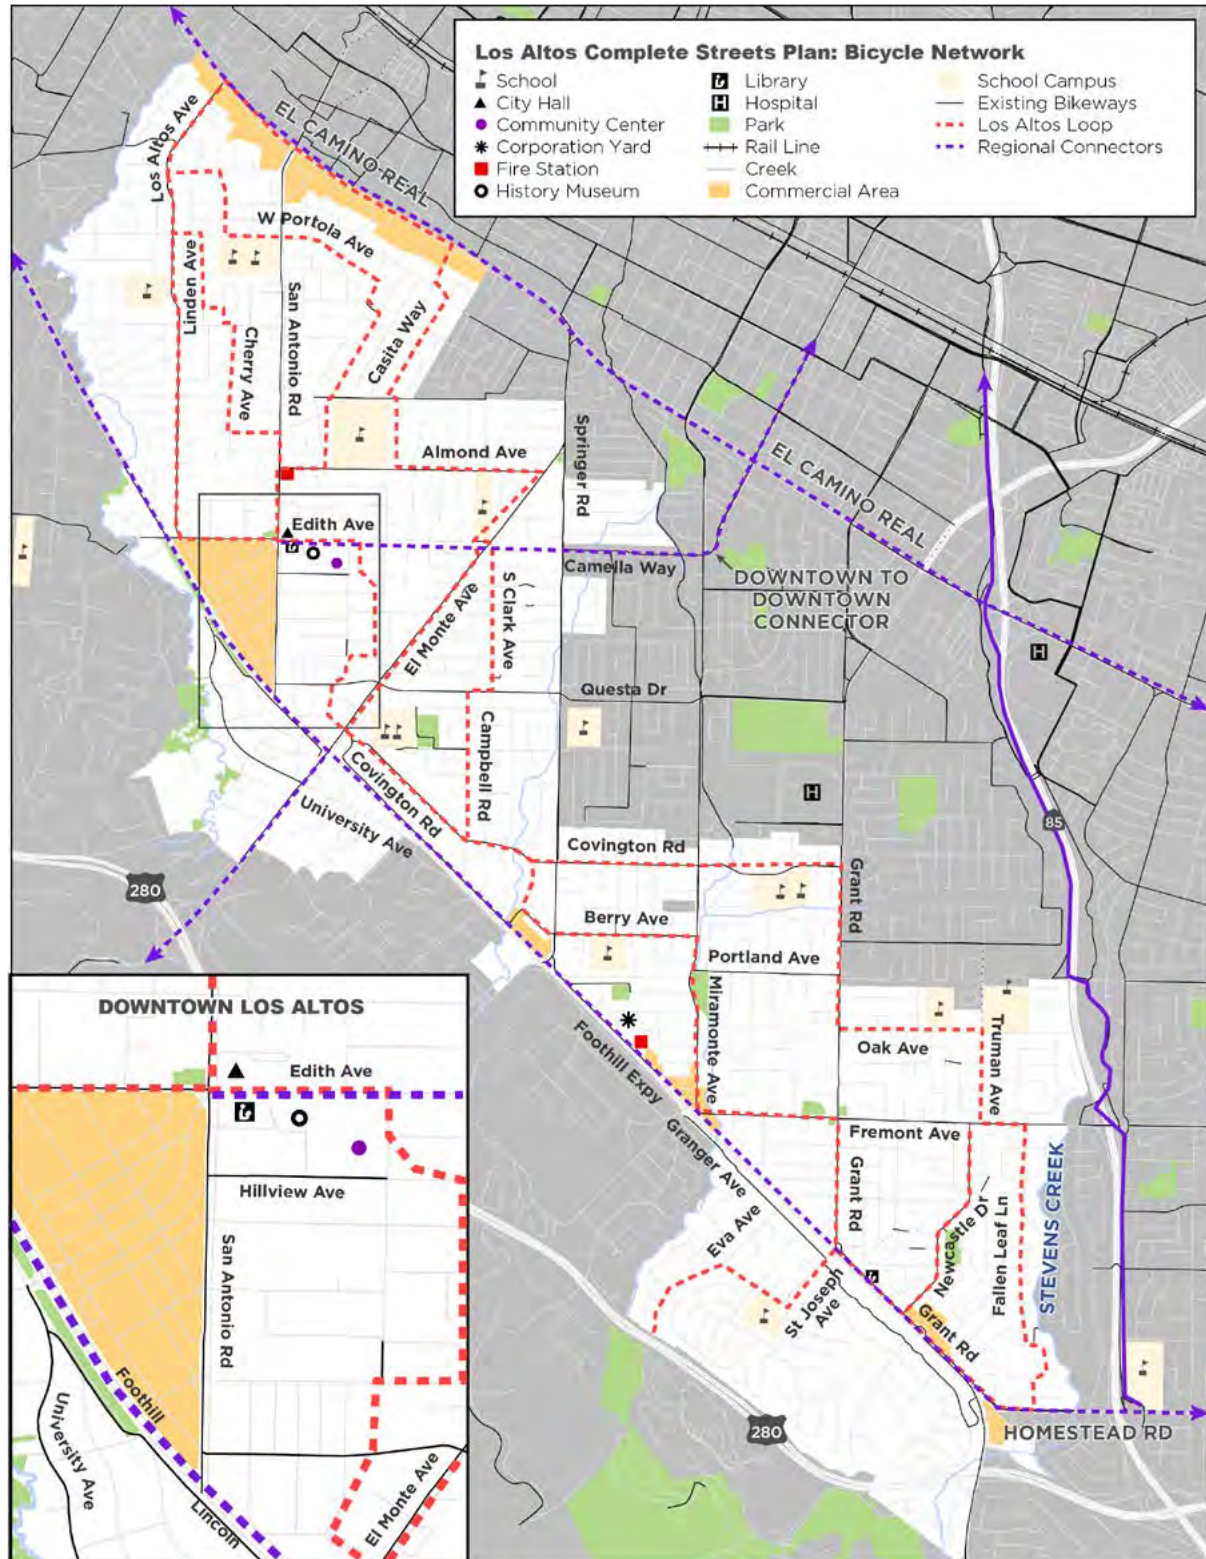 Los Altos Complete Streets Plan: Bicycle Network
School
City Hall
Community Center
Corporation Yard
Fire Station
History Museum
Library
Hospital
Park
Rail Line
Creek
Commercial Area
School Campus
Existing Bikeways
Los Altos Loop
Regional Connectors
Los Altos Ave
EL CAMINO REAL
W Portola Ave
Linden Ave
San Antonio Rd
Cherry Ave
Casita Way
Almond Ave
Springer Rd
EL CAMINO REAL
Edith Ave
Camella Way
DOWNTOWN TO
DOWNTOWN
CONNECTOR
S Clark Ave
El Monte Ave
H
Questa Dr
Campbell Rd
Covington Rd
University Ave
H
85
Covington Rd
Grant Rd
280
Berry Ave
Portland Ave
Miramonte Ave
Foothill Expy
Oak Ave
Truman Ave
Fremont Ave
Granger Ave
Grant Rd
Eva Ave
Newcastle Dr
Fallen Leaf Ln
STEVENS CREEK
St Joseph
Ave
Grant Rd
280
HOMESTEAD RD
DOWNTOWN LOS ALTOS
Edith Ave
Hillview Ave
San Antonio Rd
Foothill
University Ave
Lincoln
El Monte Ave